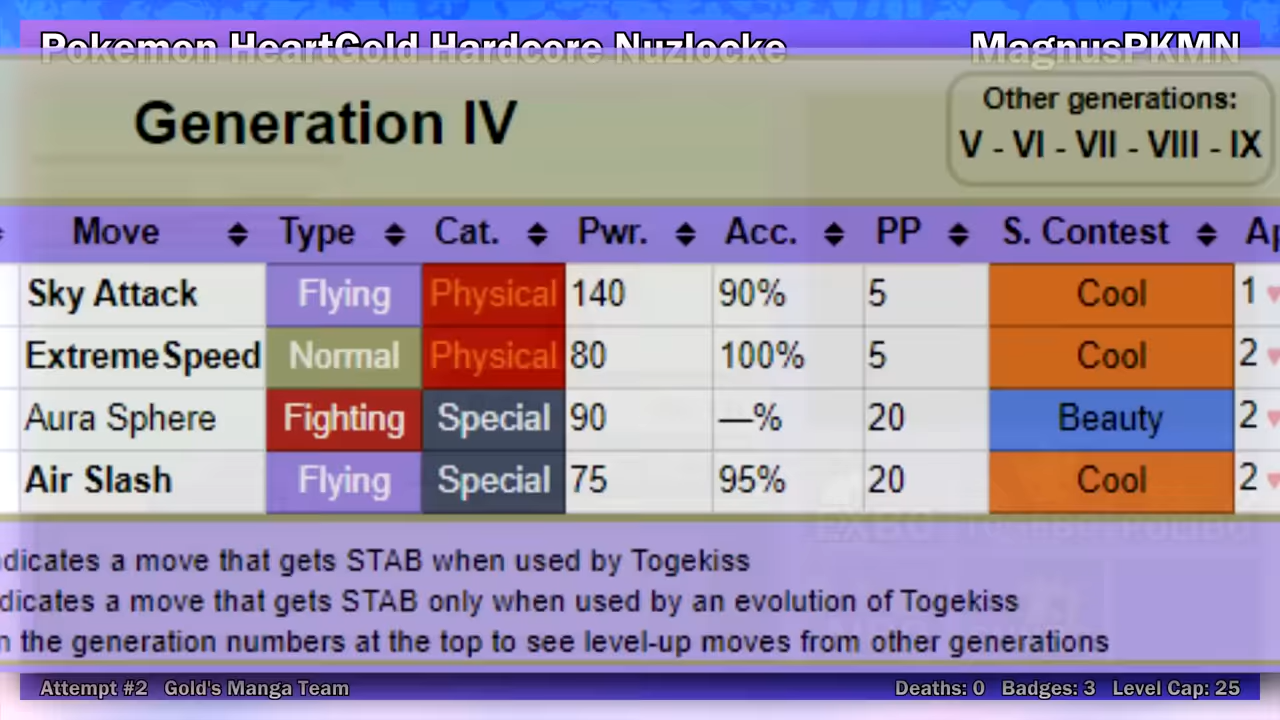 Pokemon HeartGold Hardcore Nuzlocke MagnusPKMN
Generation IV
Other generations:
V - VI - VII - VIII - IX
Move Type Cat. Pwr. Acc. PP S. Contest
Sky Attack Flying Physical 140 90% 5 Cool 1
ExtremeSpeed Normal Physical 80 100% 5 Cool 2
Aura Sphere Fighting Special 90 —% 20 Beauty 2
Air Slash Flying Special 75 95% 20 Cool 2
dicates a move that gets STAB when used by Togekiss
dicates a move that gets STAB only when used by an evolution of Togekiss
n the generation numbers at the top to see level-up moves from other generations
Attempt #2 Gold's Manga Team Deaths: 0 Badges: 3 Level Cap: 25